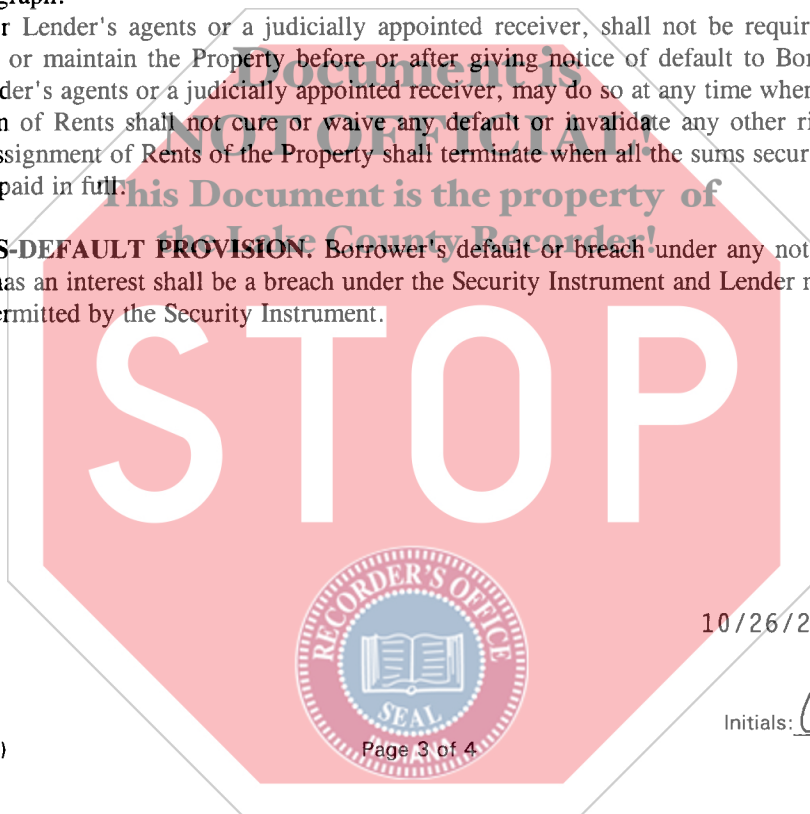 graph.
r Lender's agents or a judicially appointed receiver, shall not be requir
or maintain the Property before or after giving notice of default to Bor
Document is
der's agents or a judicially appointed receiver, may do so at any time wher
n of Rents shall not cure or waive any default or invalidate any other ri
NOT OFFICIAL!
ssignment of Rents of the Property shall terminate when all the sums secur
paid in full.
This Document is the property of
the Lake County Recorder!
S-DEFAULT PROVISION. Borrower's default or breach under any not
has an interest shall be a breach under the Security Instrument and Lender
ermitted by the Security Instrument.
STOP
RECORDER'S OFFICE
SEAL
INDIANA
10/26/2
Initials:
)
Page 3 of 4